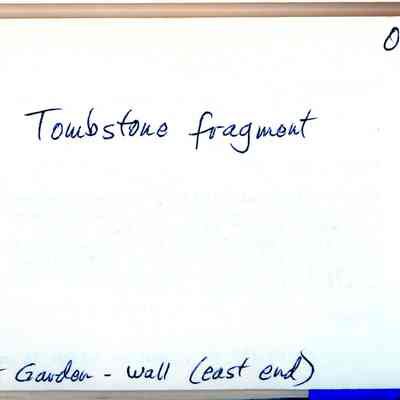 O
Tombstone fragment
Garden - wall (east end)